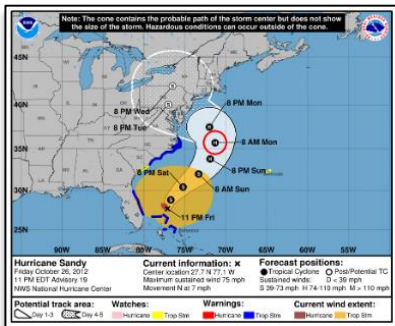 Note: The cone contains the probable path of the storm center but does not show
the size of the storm. Hazardous conditions can occur outside of the cone.
45N
40N
35N
30N
25N
8 PM Wed
8 PM Tue
8 PM Mon
8 AM Mon
8 PM Sun
8 PM Sat
8 AM Sun
11 PM Fri
90W
85W
80W
75W
70W
65W
60W
Hurricane Sandy
Friday October 26, 2012
11 PM EDT Advisory 19
NWS National Hurricane Center
Current information: x
Center location 27.7 N 77.1 W
Maximum sustained wind 75 mph
Movement N at 7 mph
Forecast positions:
Tropical Cyclone Post/Potential TC
Sustained winds: D < 39 mph
S 39-73 mph H 74-110 mph M > 110 mph
Potential track area:
Day 1-3 Day 4-5
Watches:
Hurricane Trop Stm
Warnings:
Hurricane Trop Stm
Current wind extent:
Hurricane Trop Stm